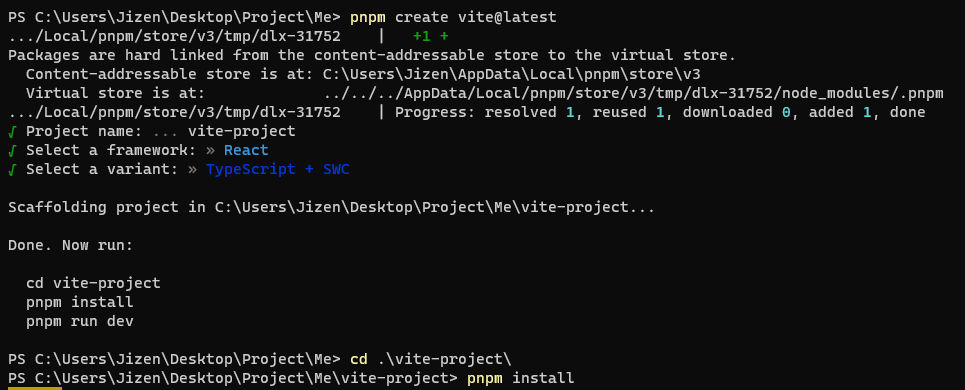 PS C:\Users\Jizen\Desktop\Project\Me> pnpm create vite@latest
.../Local/pnpm/store/v3/tmp/dlx-31752    |   +1 +
Packages are hard linked from the content-addressable store to the virtual store.
  Content-addressable store is at: C:\Users\Jizen\AppData\Local\pnpm\store\v3
  Virtual store is at:             ../../../AppData/Local/pnpm/store/v3/tmp/dlx-31752/node_modules/.pnpm
.../Local/pnpm/store/v3/tmp/dlx-31752    | Progress: resolved 1, reused 1, downloaded 0, added 1, done
√ Project name: ... vite-project
√ Select a framework: » React
√ Select a variant: » TypeScript + SWC
Scaffolding project in C:\Users\Jizen\Desktop\Project\Me\vite-project...
Done. Now run:
  cd vite-project
  pnpm install
  pnpm run dev
PS C:\Users\Jizen\Desktop\Project\Me> cd .\vite-project\
PS C:\Users\Jizen\Desktop\Project\Me\vite-project> pnpm install